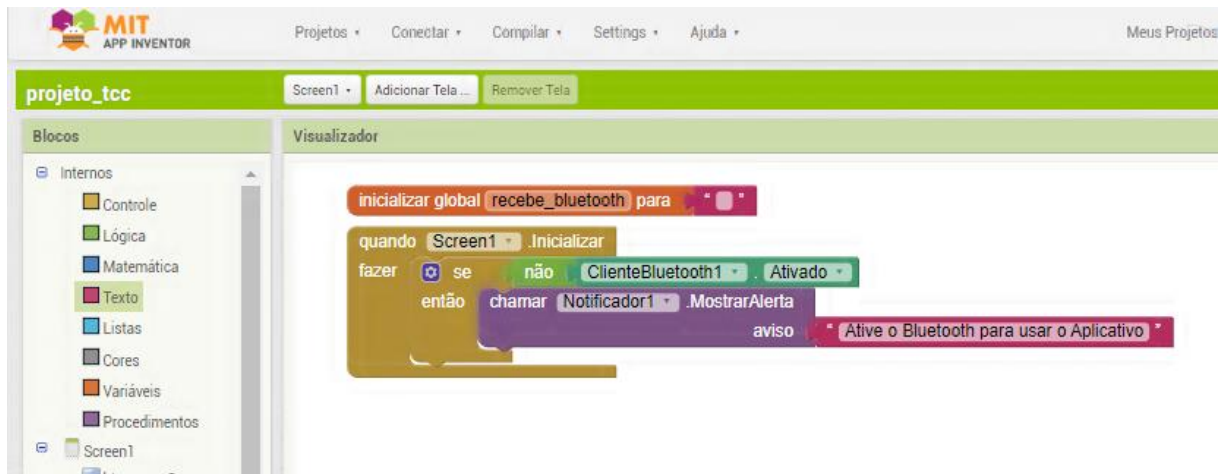 MIT
APP INVENTOR
Projetos Conectar Compilar Settings Ajuda Meus Projetos
projeto_tcc Screen1 Adicionar Tela ... Remover Tela
Blocos Visualizador
Internos
Controle
Lógica
Matemática
Texto
Listas
Cores
Variáveis
Procedimentos
Screen1
inicializar global recebe_bluetooth para " "
quando Screen1 .Inicializar
fazer se não ClienteBluetooth1 . Ativado
então chamar Notificador1 .MostrarAlerta
aviso " Ative o Bluetooth para usar o Aplicativo "